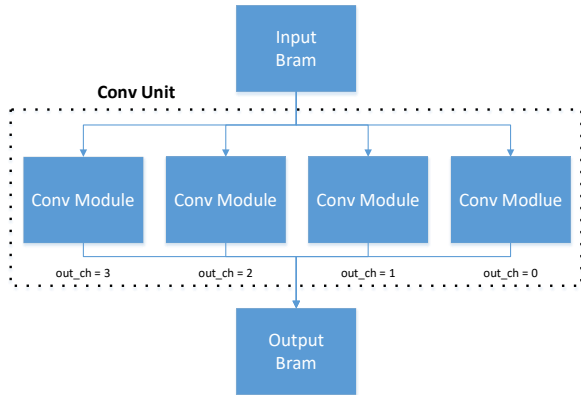 Input
Bram
Conv Unit
Conv Module
Conv Module
Conv Module
Conv Modlue
out_ch = 3
out_ch = 2
out_ch = 1
out_ch = 0
Output
Bram